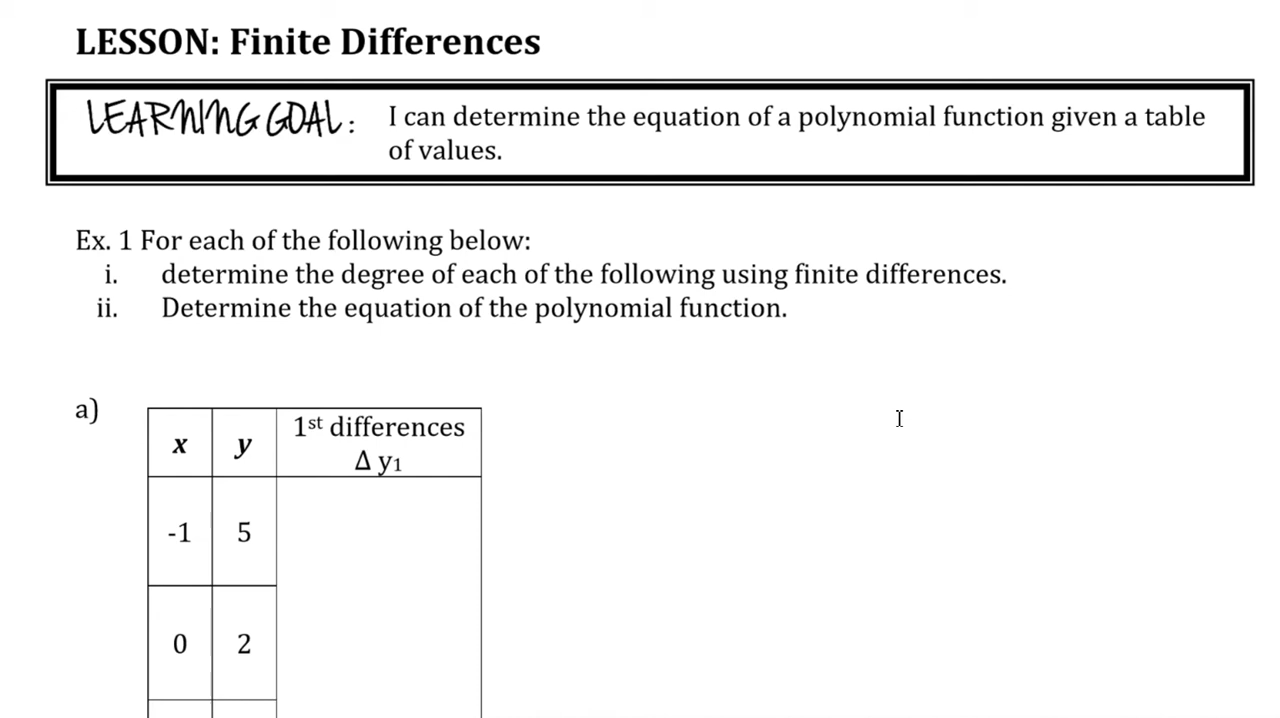 LESSON: Finite Differences
LEARNING GOAL: I can determine the equation of a polynomial function given a table
of values.
Ex. 1 For each of the following below:
i. determine the degree of each of the following using finite differences.
ii. Determine the equation of the polynomial function.
a)
x y 1st differences
Δ y1
-1 5
0 2